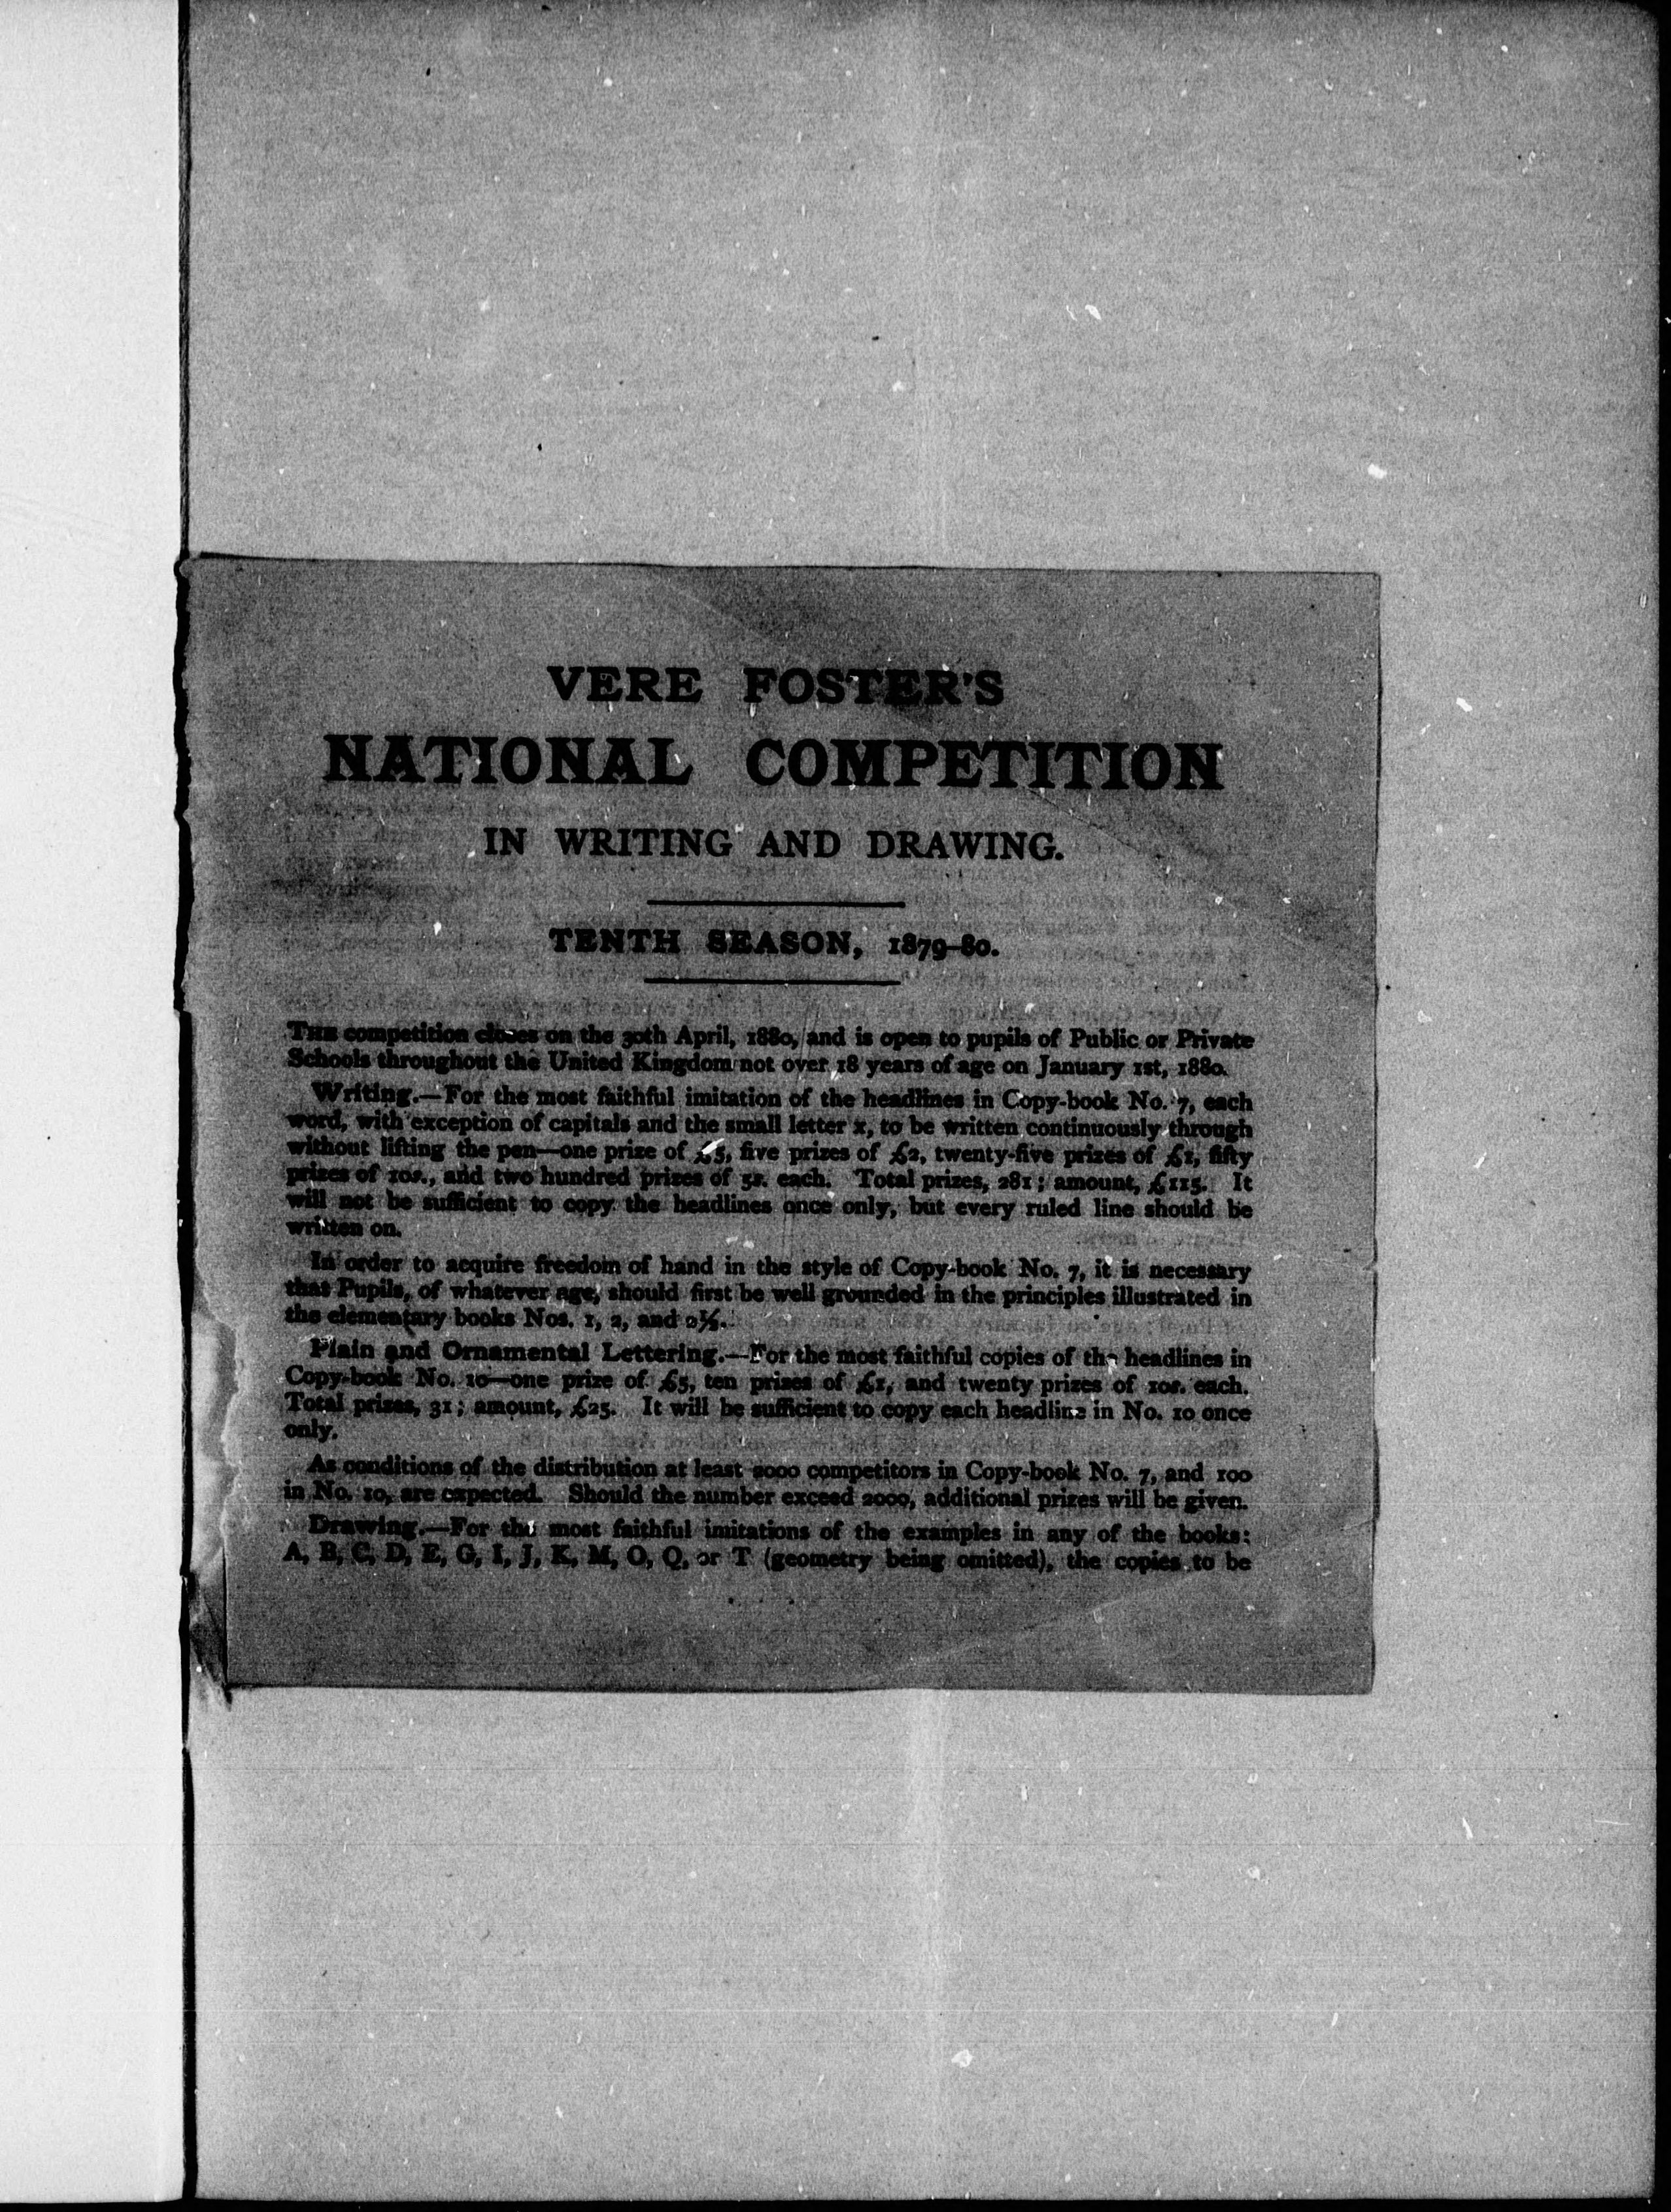 VERE FOSTER'S
NATIONAL COMPETITION
IN WRITING AND DRAWING.
TENTH SEASON, 1879-80.
THE competition closes on the 30th April, 1880, and is open to pupils of Public or Private
Schools throughout the United Kingdom not over 18 years of age on January 1st, 1880.
Writing.—For the most faithful imitation of the headlines in Copy-book No. 7, each
word, with exception of capitals and the small letter x, to be written continuously through
without lifting the pen—one prize of £5, five prizes of £2, twenty-five prizes of £1, fifty
prizes of 10s., and two hundred prizes of 5s. each. Total prizes, 281; amount, £115. It
will not be sufficient to copy the headlines once only, but every ruled line should be
written on.
In order to acquire freedom of hand in the style of Copy-book No. 7, it is necessary
that Pupils, of whatever age, should first be well grounded in the principles illustrated in
the elementary books Nos. 1, 2, and 2½.
Plain and Ornamental Lettering.—For the most faithful copies of the headlines in
Copy-book No. 10—one prize of £5, ten prizes of £1, and twenty prizes of 10s. each.
Total prizes, 31; amount, £25. It will be sufficient to copy each headline in No. 10 once
only.
As conditions of the distribution at least 2000 competitors in Copy-book No. 7, and 100
in No. 10, are expected. Should the number exceed 2000, additional prizes will be given.
Drawing.—For the most faithful imitations of the examples in any of the books:
A, B, C, D, E, G, I, J, K, M, O, Q, or T (geometry being omitted), the copies to be